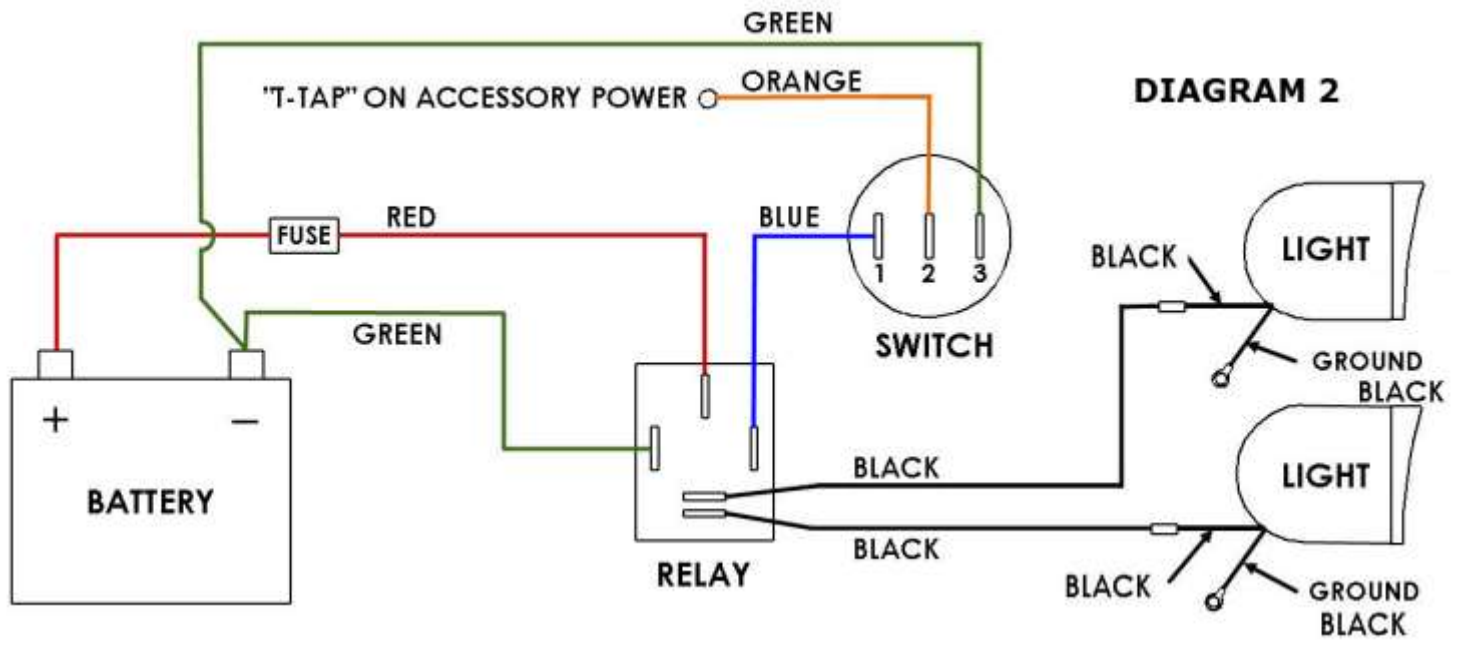 GREEN
"T-TAP" ON ACCESSORY POWER
ORANGE
DIAGRAM 2
RED
FUSE
BLUE
1 2 3
SWITCH
BLACK
LIGHT
GROUND
BLACK
GREEN
+ −
BATTERY
RELAY
BLACK
BLACK
LIGHT
BLACK
GROUND
BLACK